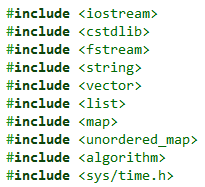 #include <iostream>
#include <cstdlib>
#include <fstream>
#include <string>
#include <vector>
#include <list>
#include <map>
#include <unordered_map>
#include <algorithm>
#include <sys/time.h>